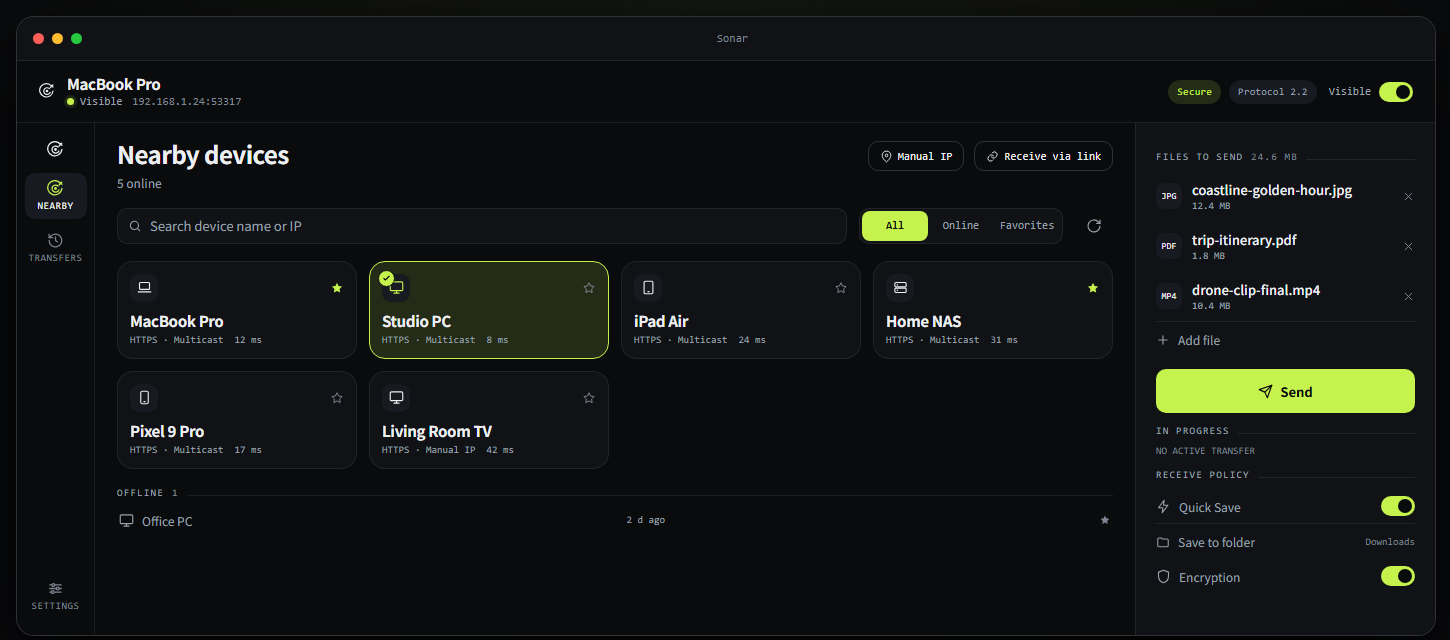 Sonar
MacBook Pro
Visible 192.168.1.24:53317
Secure
Protocol 2.2
Visible
NEARBY
TRANSFERS
SETTINGS
Nearby devices
5 online
Manual IP
Receive via link
Search device name or IP
All
Online
Favorites
MacBook Pro
HTTPS · Multicast 12 ms
Studio PC
HTTPS · Multicast 8 ms
iPad Air
HTTPS · Multicast 24 ms
Home NAS
HTTPS · Multicast 31 ms
Pixel 9 Pro
HTTPS · Multicast 17 ms
Living Room TV
HTTPS · Manual IP 42 ms
OFFLINE 1
Office PC
2 d ago
FILES TO SEND 24.6 MB
JPG
coastline-golden-hour.jpg
12.4 MB
PDF
trip-itinerary.pdf
1.8 MB
MP4
drone-clip-final.mp4
10.4 MB
Add file
Send
IN PROGRESS
NO ACTIVE TRANSFER
RECEIVE POLICY
Quick Save
Save to folder
Downloads
Encryption